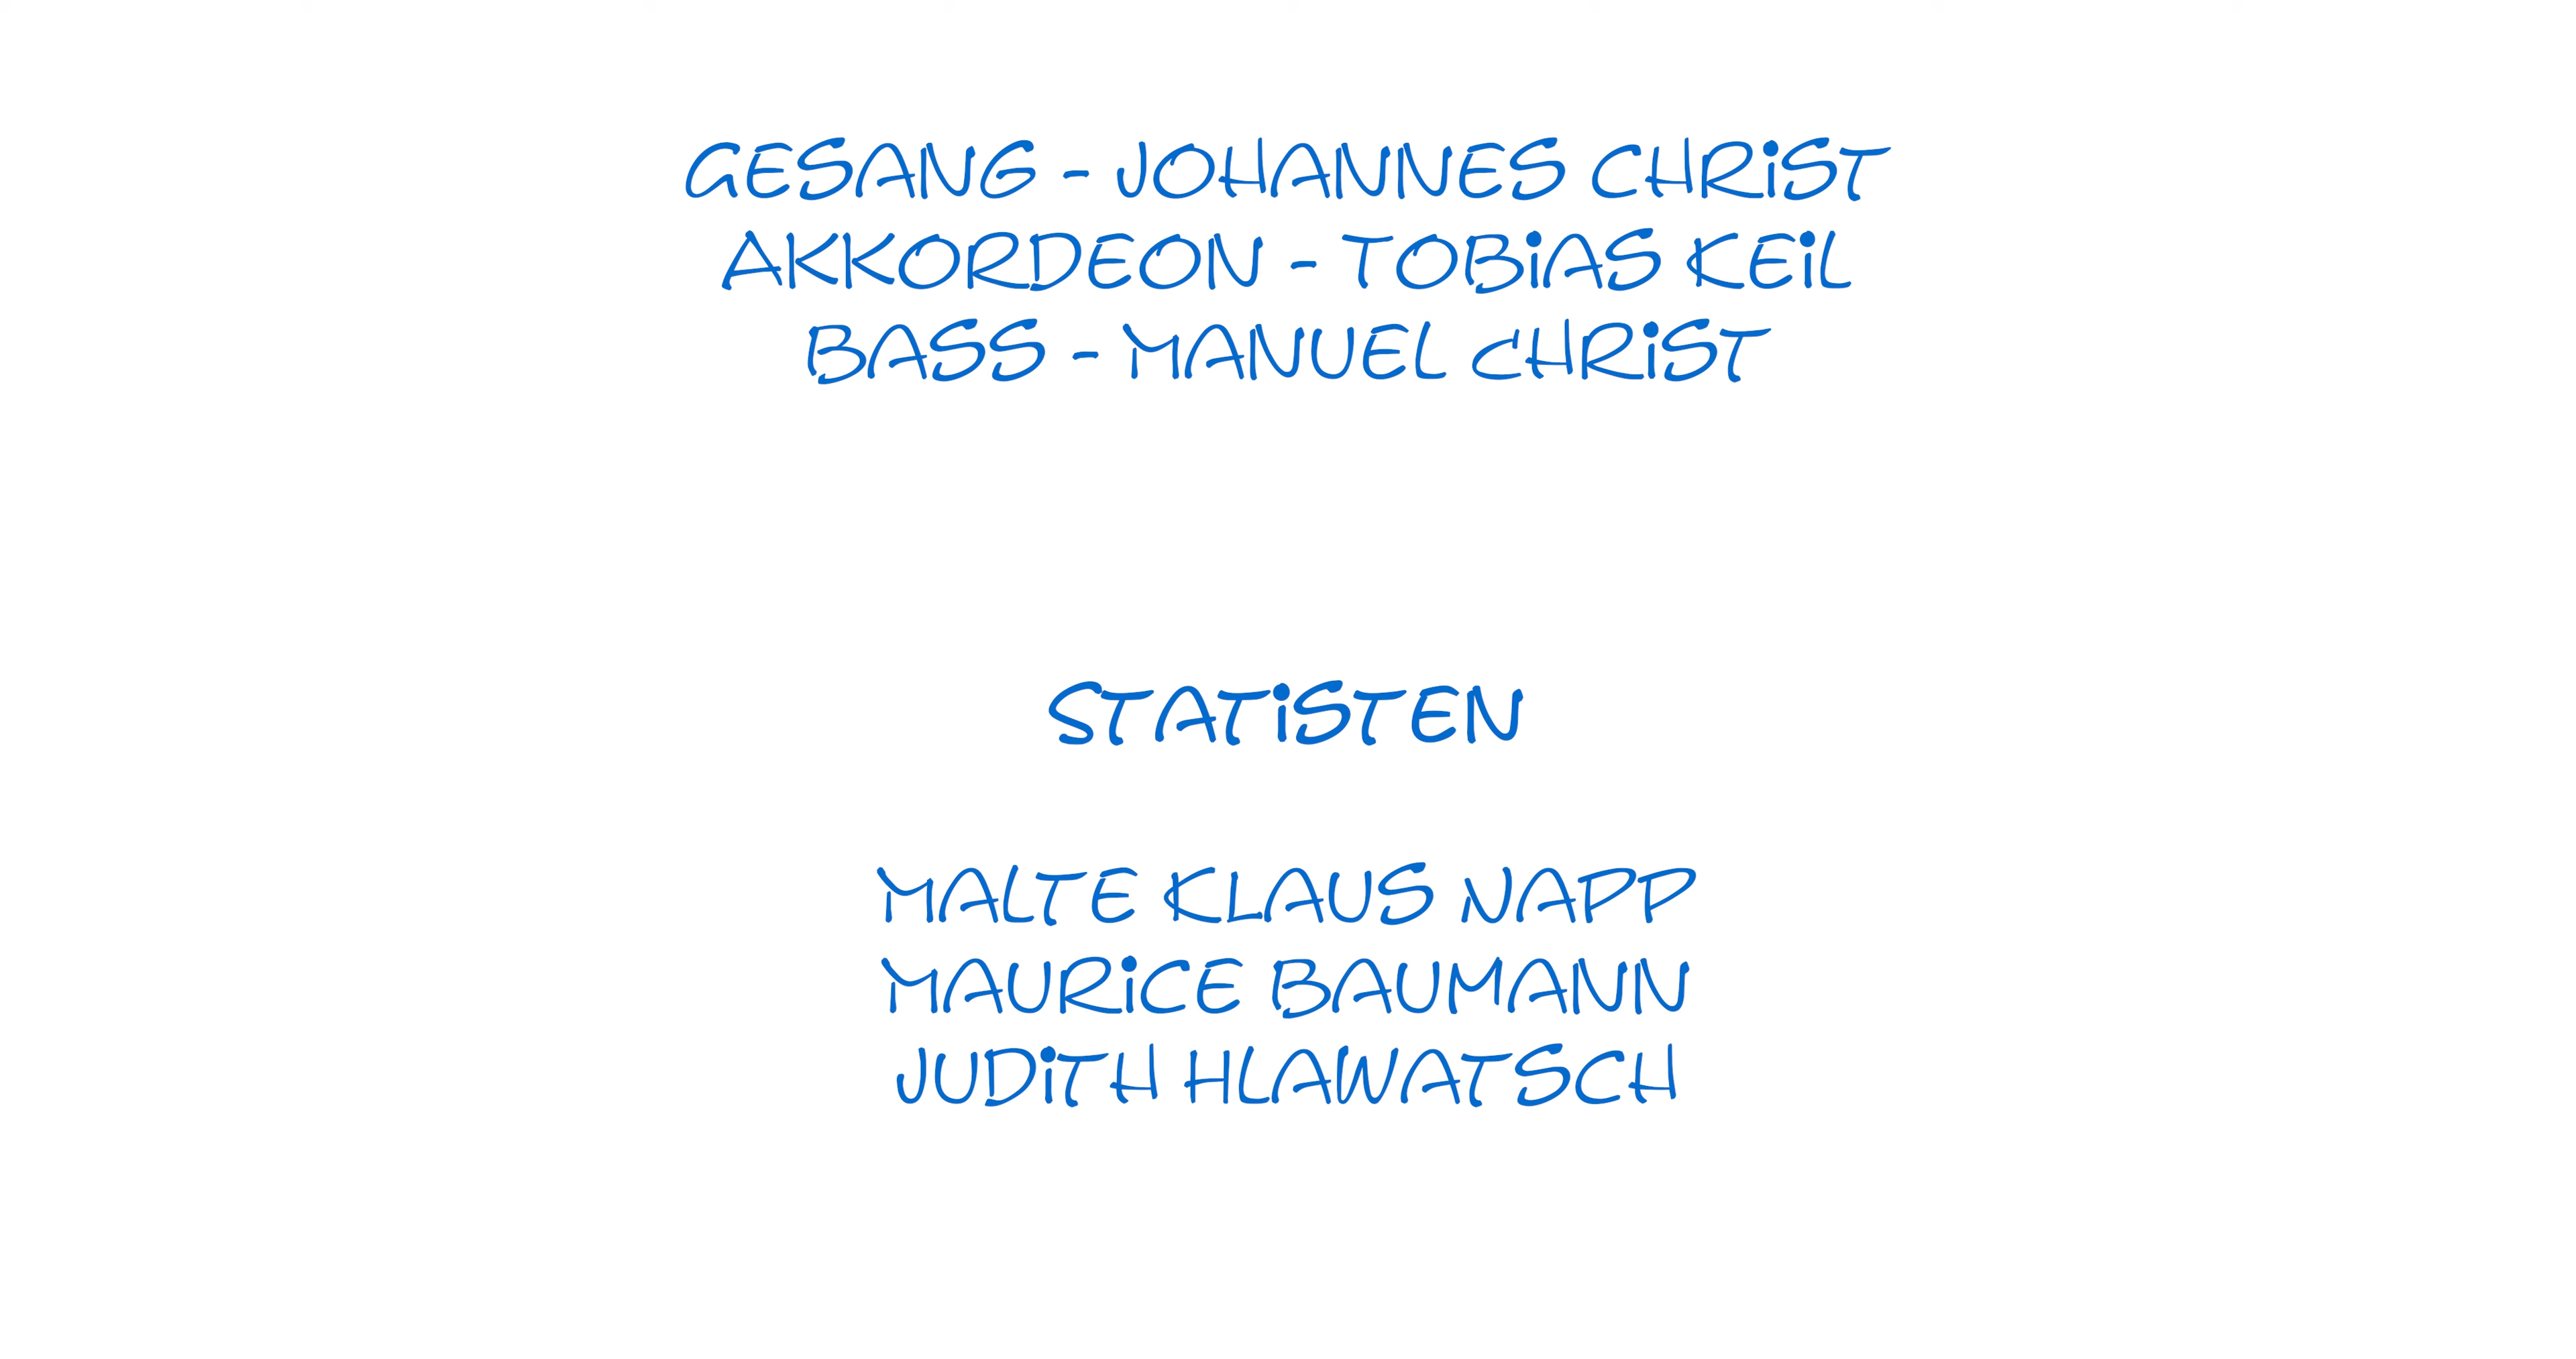 GESANG - JOHANNES CHRIST
AKKORDEON - TOBIAS KEIL
BASS - MANUEL CHRIST
STATISTEN
MALTE KLAUS NAPP
MAURICE BAUMANN
JUDITH HLAWATSCH